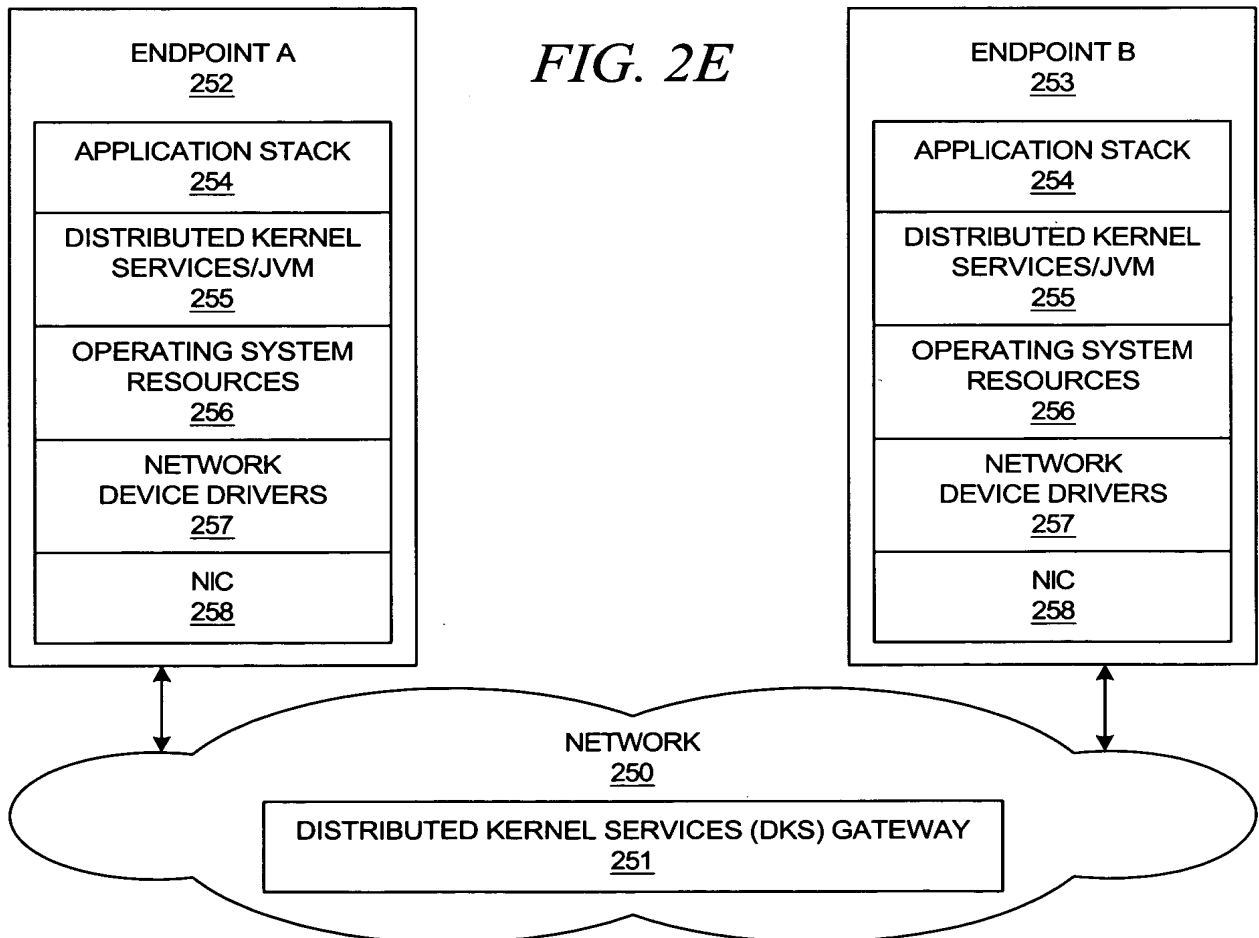 FIG. 2E
ENDPOINT A
252
APPLICATION STACK
254
DISTRIBUTED KERNEL
SERVICES/JVM
255
OPERATING SYSTEM
RESOURCES
256
NETWORK
DEVICE DRIVERS
257
NIC
258
ENDPOINT B
253
APPLICATION STACK
254
DISTRIBUTED KERNEL
SERVICES/JVM
255
OPERATING SYSTEM
RESOURCES
256
NETWORK
DEVICE DRIVERS
257
NIC
258
NETWORK
250
DISTRIBUTED KERNEL SERVICES (DKS) GATEWAY
251